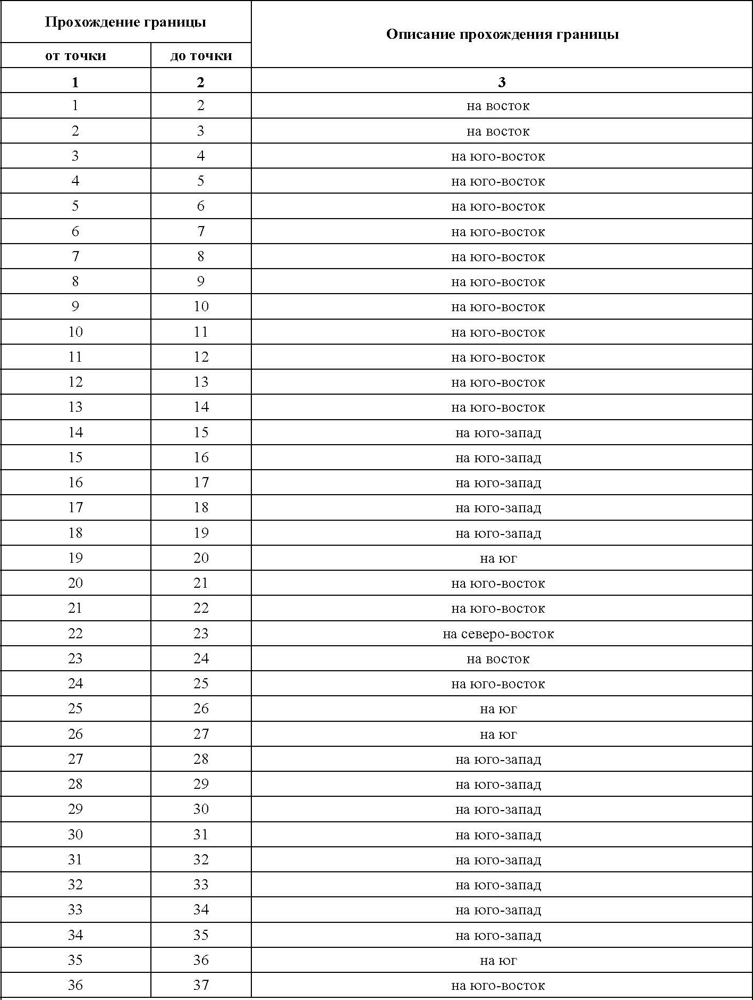 Прохождение границы
Описание прохождения границы
от точки до точки
1 2 3
1 2 на восток
2 3 на восток
3 4 на юго-восток
4 5 на юго-восток
5 6 на юго-восток
6 7 на юго-восток
7 8 на юго-восток
8 9 на юго-восток
9 10 на юго-восток
10 11 на юго-восток
11 12 на юго-восток
12 13 на юго-восток
13 14 на юго-восток
14 15 на юго-запад
15 16 на юго-запад
16 17 на юго-запад
17 18 на юго-запад
18 19 на юго-запад
19 20 на юг
20 21 на юго-восток
21 22 на юго-восток
22 23 на северо-восток
23 24 на восток
24 25 на юго-восток
25 26 на юг
26 27 на юг
27 28 на юго-запад
28 29 на юго-запад
29 30 на юго-запад
30 31 на юго-запад
31 32 на юго-запад
32 33 на юго-запад
33 34 на юго-запад
34 35 на юго-запад
35 36 на юг
36 37 на юго-восток